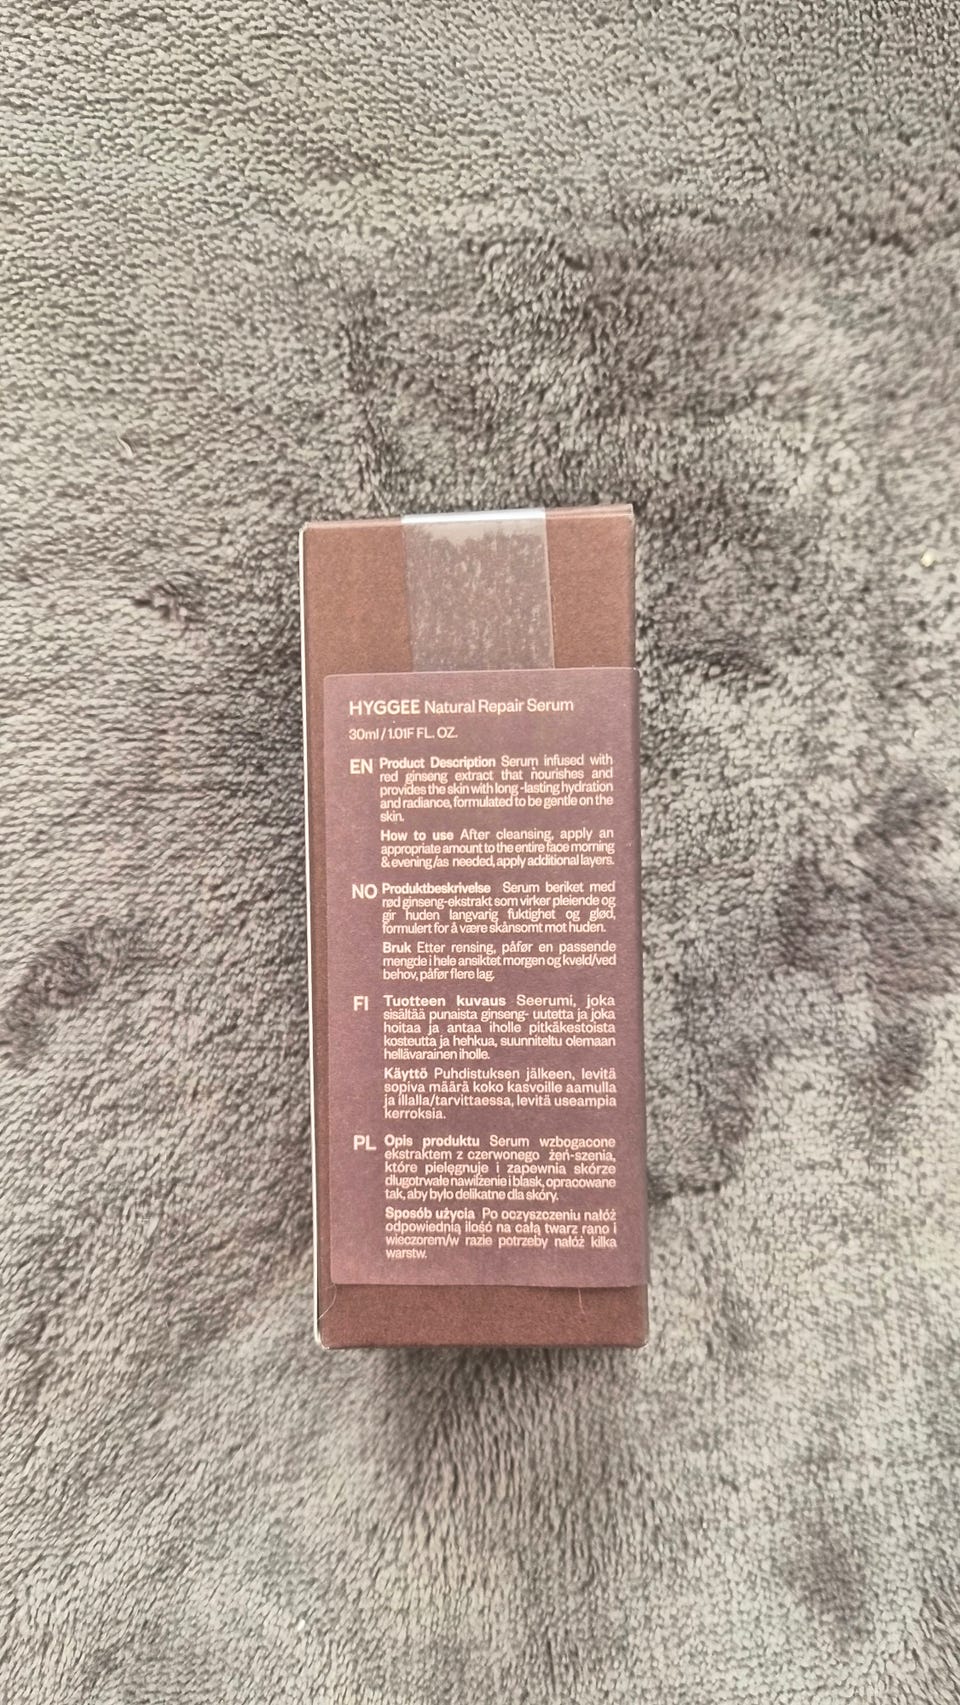 HYGGEE Natural Repair Serum
30ml / 1.01F FL. OZ.
EN Product Description Serum infused with
red ginseng extract that nourishes and
provides the skin with long -lasting hydration
and radiance, formulated to be gentle on the
skin.
How to use After cleansing, apply an
appropriate amount to the entire face morning
& evening /as needed, apply additional layers.
NO Produktbeskrivelse Serum beriket med
rød ginseng-ekstrakt som virker pleiende og
gir huden langvarig fuktighet og glød,
formulert for å være skånsomt mot huden.
Bruk Etter rensing, påfør en passende
mengde i hele ansiktet morgen og kveld/ved
behov, påfør flere lag.
FI Tuotteen kuvaus Seerumi, joka
sisältää punaista ginseng- uutetta ja joka
hoitaa ja antaa iholle pitkäkestoista
kosteutta ja hehkua, suunniteltu olemaan
hellävarainen iholle.
Käyttö Puhdistuksen jälkeen, levitä
sopiva määrä koko kasvoille aamulla
ja illalla/tarvittaessa, levitä useampia
kerroksia.
PL Opis produktu Serum wzbogacone
ekstraktem z czerwonego żeń-szenia,
które pielęgnuje i zapewnia skórze
długotrwałe nawilżenie i blask, opracowane
tak, aby było delikatne dla skóry.
Sposób użycia Po oczyszczeniu nałóż
odpowiednią ilość na całą twarz rano i
wieczorem/w razie potrzeby nałóż kilka
warstw.